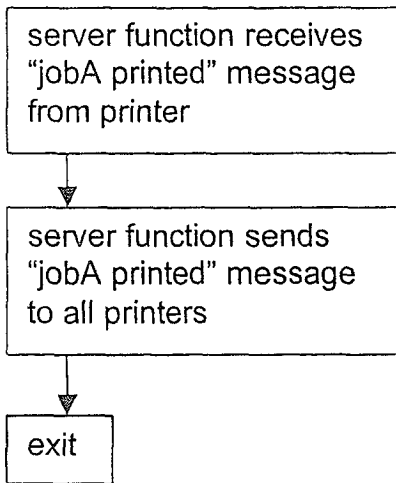 server function receives
“jobA printed” message
from printer
server function sends
“jobA printed” message
to all printers
exit